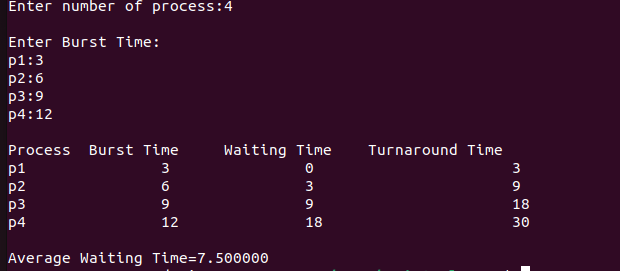 Enter number of process:4
Enter Burst Time:
p1:3
p2:6
p3:9
p4:12
Process Burst Time Waiting Time Turnaround Time
p1 3 0 3
p2 6 3 9
p3 9 9 18
p4 12 18 30
Average Waiting Time=7.500000